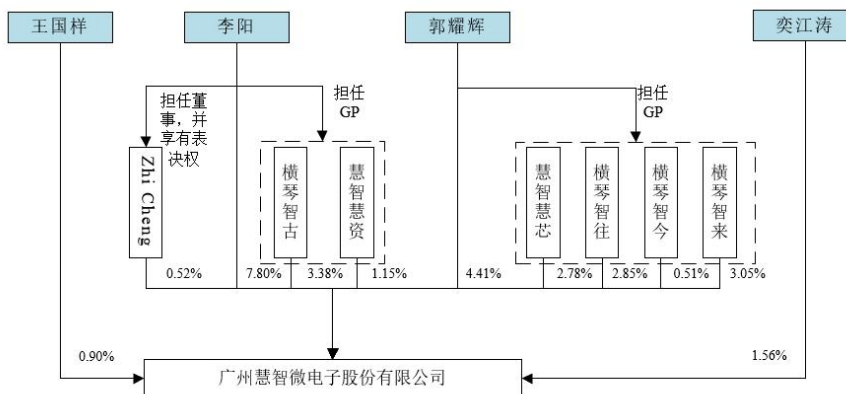 王国样
李阳
郭耀辉
奕江涛
担任董
事，并
享有表
决权
担任
GP
担任
GP
Zhi Cheng
横琴智古
慧智慧资
慧智慧芯
横琴智往
横琴智今
横琴智来
0.52%
7.80%
3.38%
1.15%
4.41%
2.78%
2.85%
0.51%
3.05%
0.90%
1.56%
广州慧智微电子股份有限公司